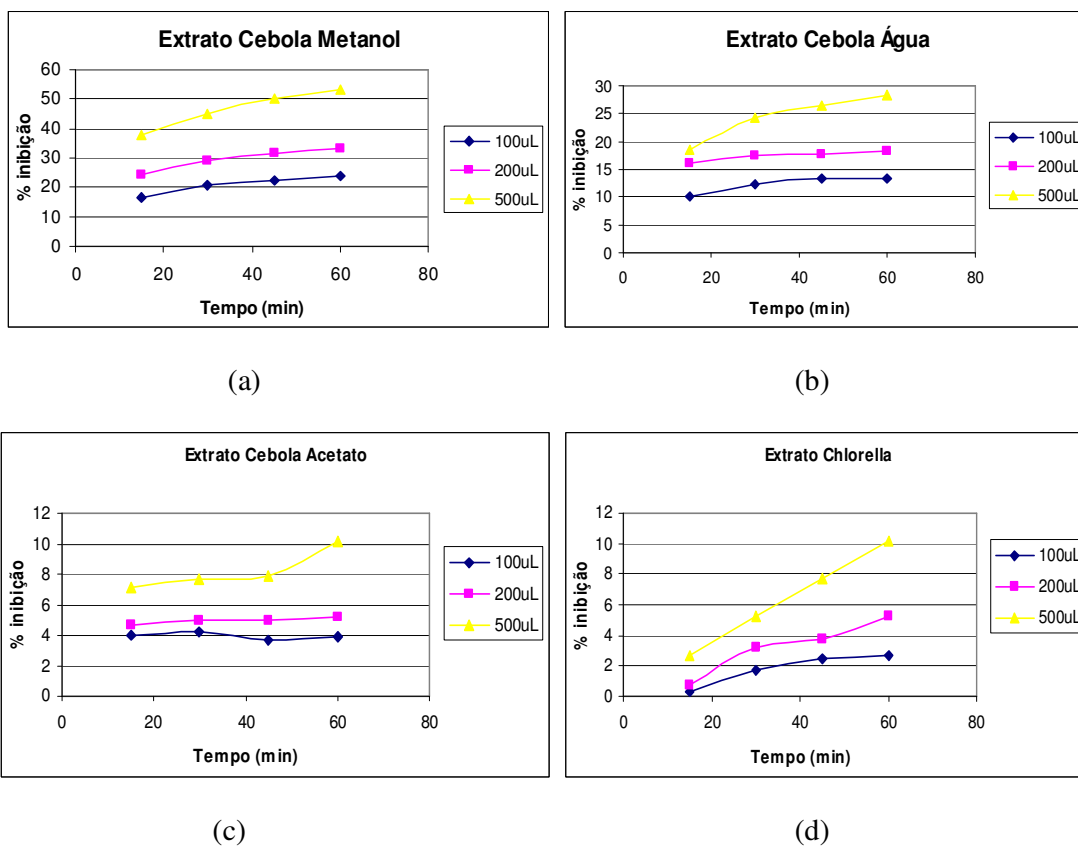 Extrato Cebola Metanol
60
50
40
30
20
10
0
% inibição
0 20 40 60 80
Tempo (min)
100uL
200uL
500uL
(a)
Extrato Cebola Água
30
25
20
15
10
5
0
% inibição
0 20 40 60 80
Tempo (min)
100uL
200uL
500uL
(b)
Extrato Cebola Acetato
12
10
8
6
4
2
0
% inibição
0 20 40 60 80
Tempo (min)
100uL
200uL
500uL
(c)
Extrato Chlorella
12
10
8
6
4
2
0
% inibição
0 20 40 60 80
Tempo (min)
100uL
200uL
500uL
(d)